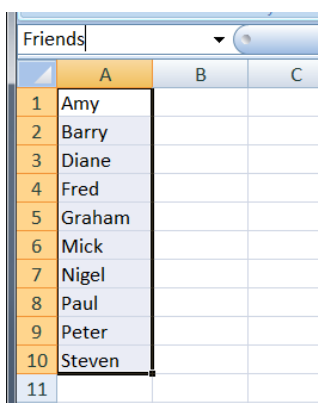 Friends
A B C
1 Amy
2 Barry
3 Diane
4 Fred
5 Graham
6 Mick
7 Nigel
8 Paul
9 Peter
10 Steven
11